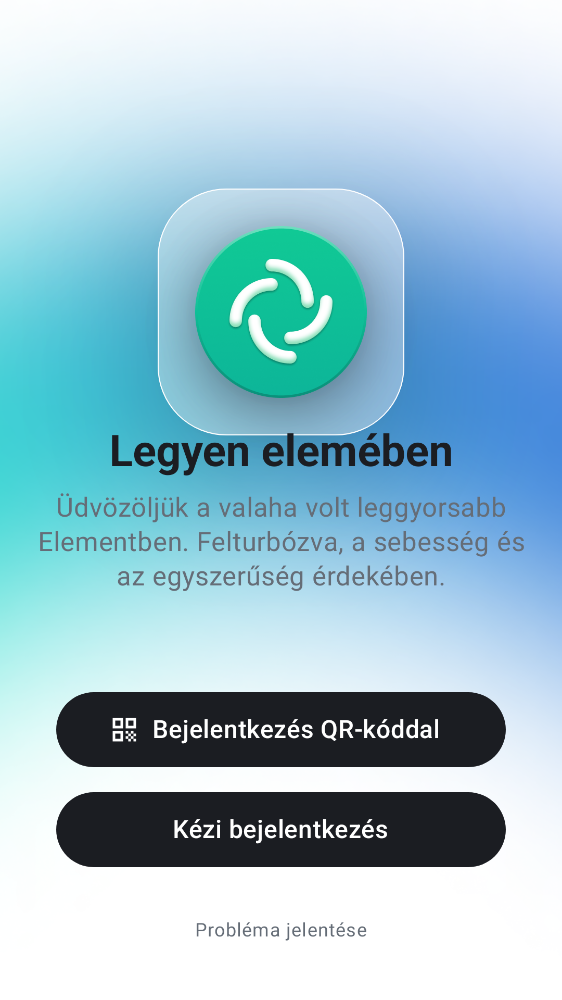 Legyen elemében
Üdvözöljük a valaha volt leggyorsabb
Elementben. Felturbózva, a sebesség és
az egyszerűség érdekében.
Bejelentkezés QR-kóddal
Kézi bejelentkezés
Probléma jelentése